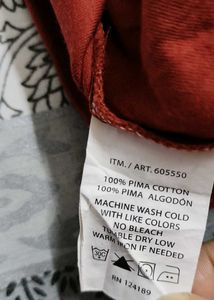 ITM. / ART. 605550
100% PIMA COTTON
100% PIMA ALGODÓN
MACHINE WASH COLD
WITH LIKE COLORS
NO BLEACH
TUMBLE DRY LOW
WARM IRON IF NEEDED
RN 124189